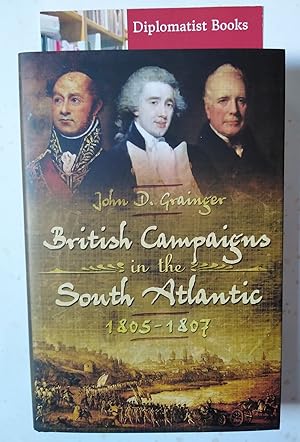 Diplomatist Books
John D. Grainger
British Campaigns
in the
South Atlantic
1805-1807